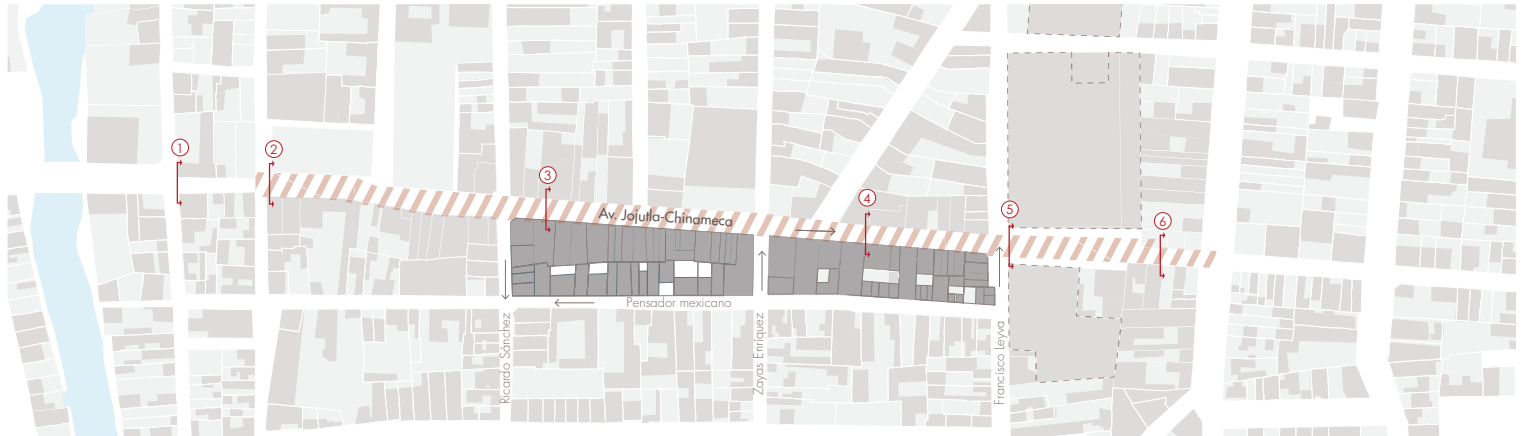 1
2
3
4
5
6
Av. Jojutla-Chinameca
Pensador mexicano
Ricardo Sánchez
Zayas Enríquez
Francisco Leyva